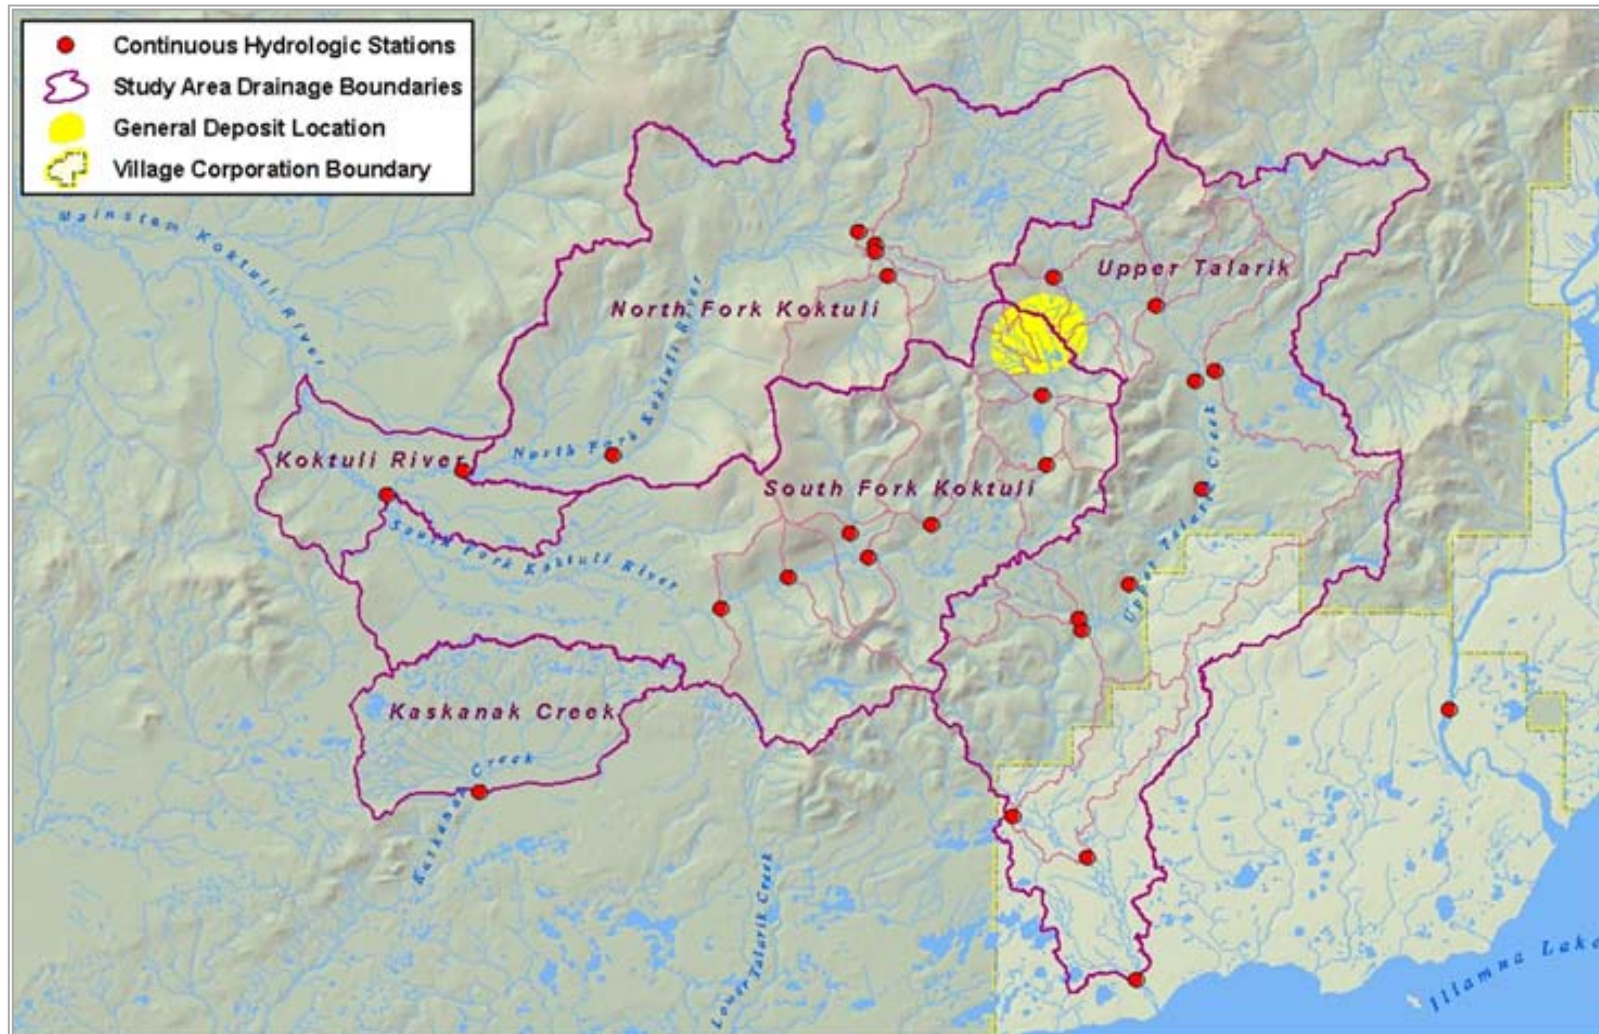 Continuous Hydrologic Stations
Study Area Drainage Boundaries
General Deposit Location
Village Corporation Boundary
Mainstem Koktuli River
Upper Talarik
North Fork Koktuli
North Fork Koktuli River
Koktuli River
South Fork Koktuli
South Fork Koktuli River
Upper Talarik Creek
Kaskanak Creek
Kaskanak Creek
Lower Talarik Creek
Iliamna Lake